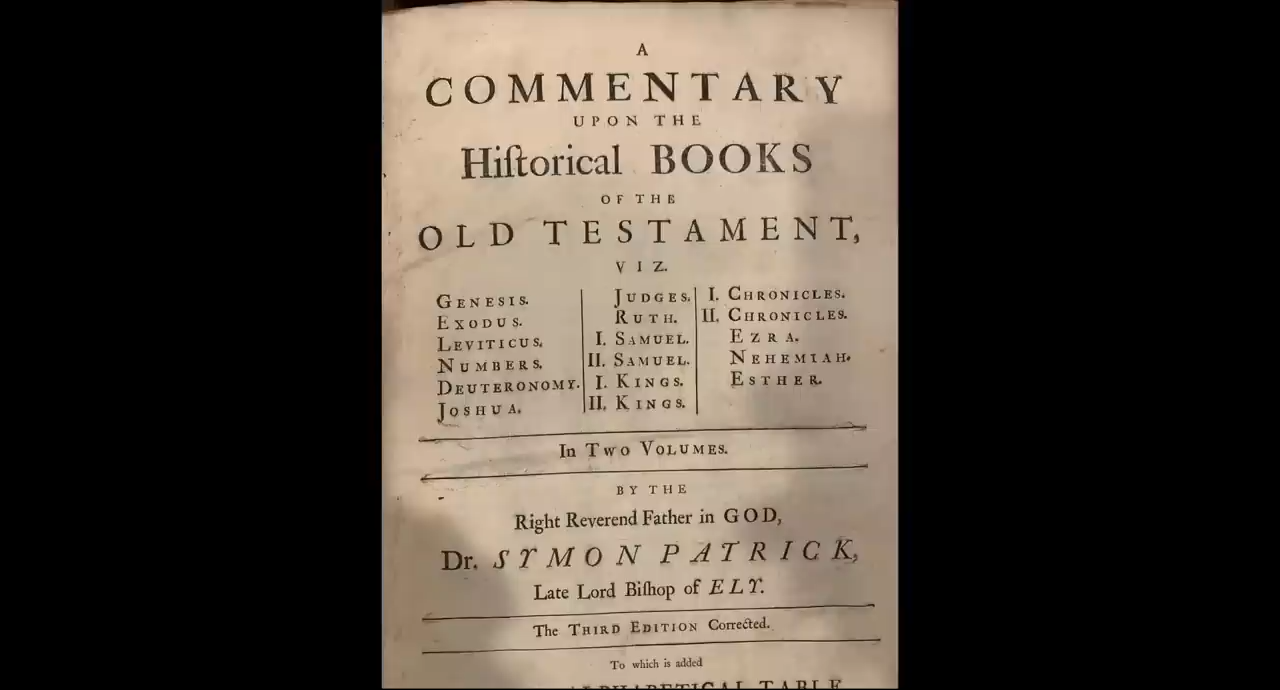 A
COMMENTARY
UPON THE
Hiſtorical BOOKS
OF THE
OLD TESTAMENT,
VIZ.
GENESIS.
EXODUS.
LEVITICUS.
NUMBERS.
DEUTERONOMY.
JOSHUA.
JUDGES.
RUTH.
I. SAMUEL.
II. SAMUEL.
I. KINGS.
II. KINGS.
I. CHRONICLES.
II. CHRONICLES.
EZRA.
NEHEMIAH.
ESTHER.
In TWO VOLUMES.
BY THE
Right Reverend Father in GOD,
Dr. SYMON PATRICK,
Late Lord Biſhop of ELY.
The THIRD EDITION Corrected.
To which is added
ALPHABETICAL TABLE